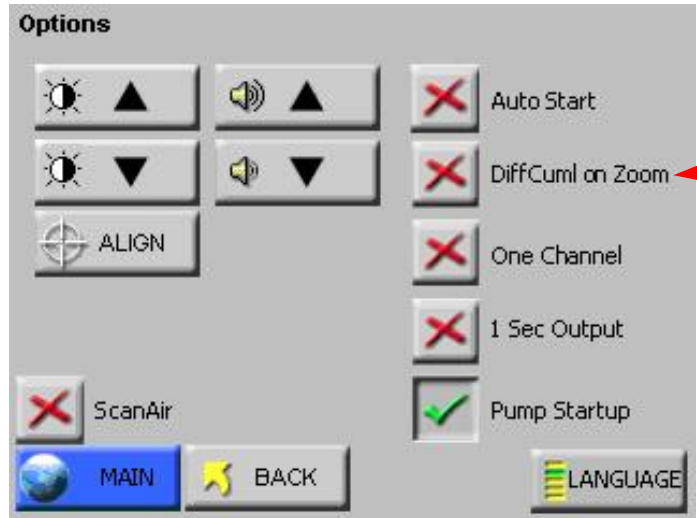 Options
Auto Start
DiffCuml on Zoom
ALIGN
One Channel
1 Sec Output
ScanAir
Pump Startup
MAIN
BACK
LANGUAGE